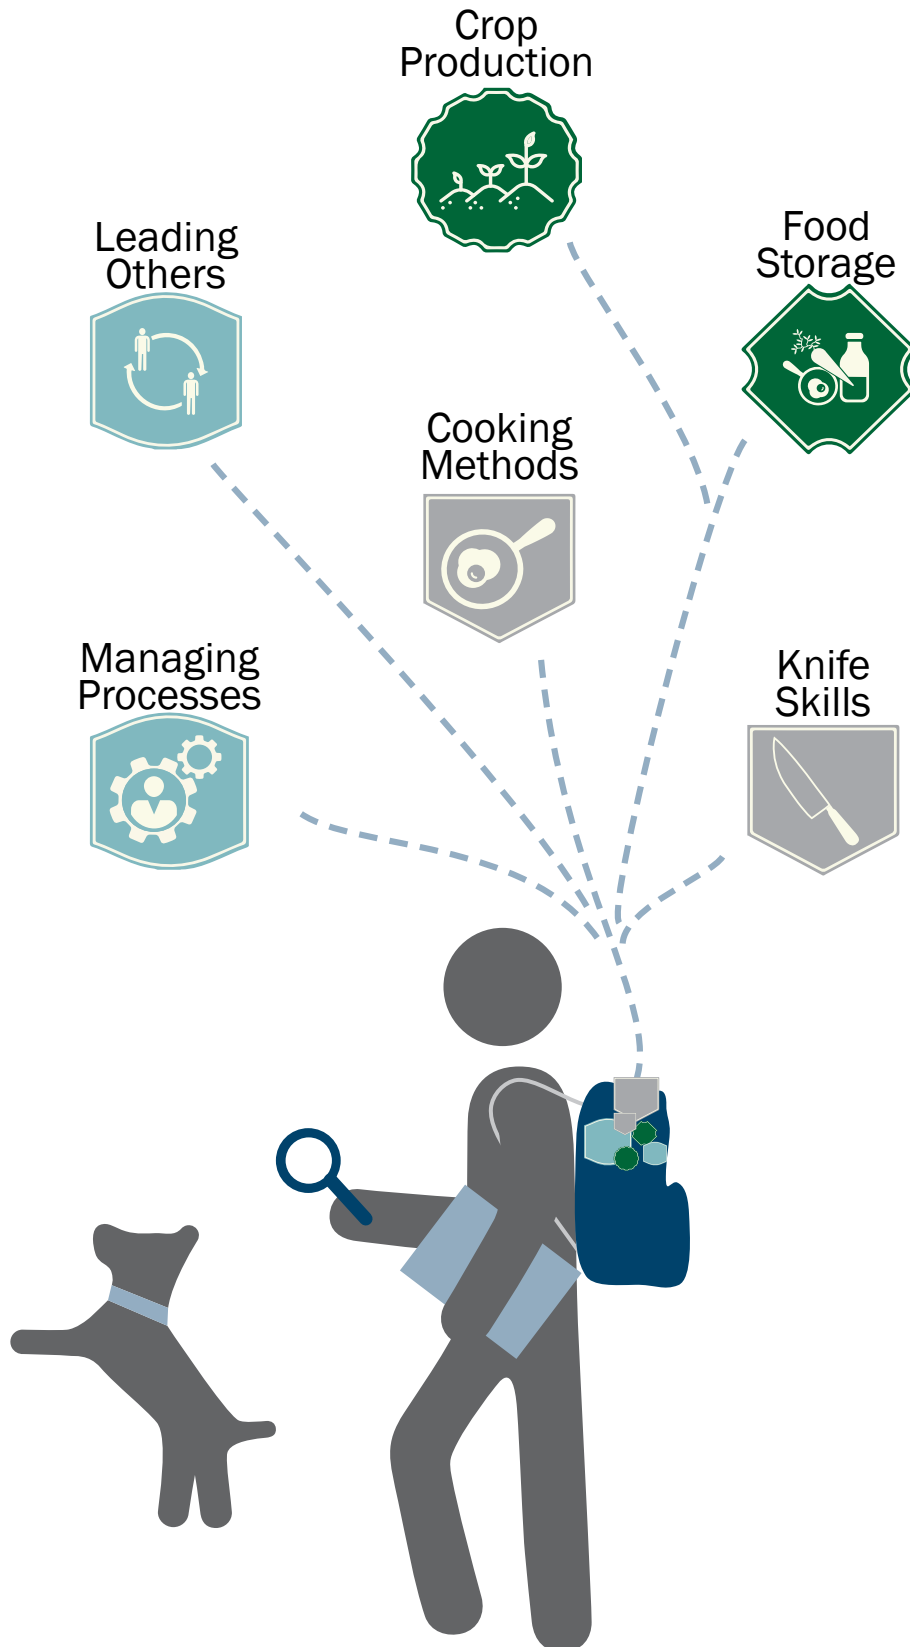 Crop
Production
Leading
Others
Food
Storage
Cooking
Methods
Managing
Processes
Knife
Skills